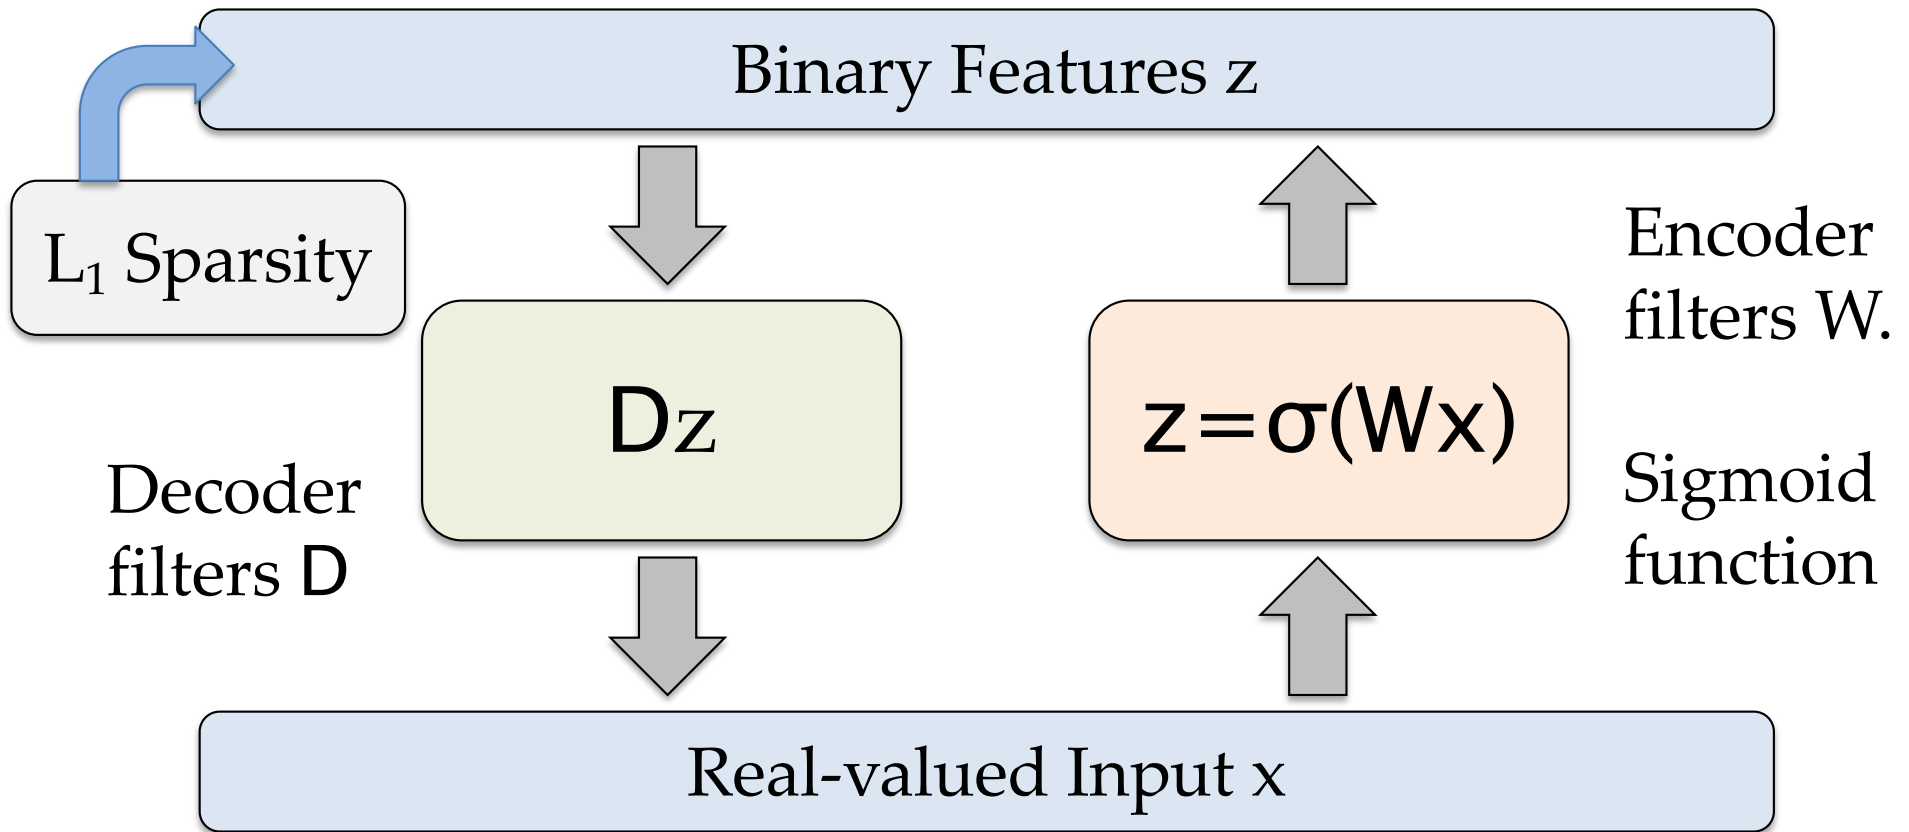 Binary Features z
L₁ Sparsity
Encoder
filters W.
Dz
z=σ(Wx)
Decoder
filters D
Sigmoid
function
Real-valued Input x